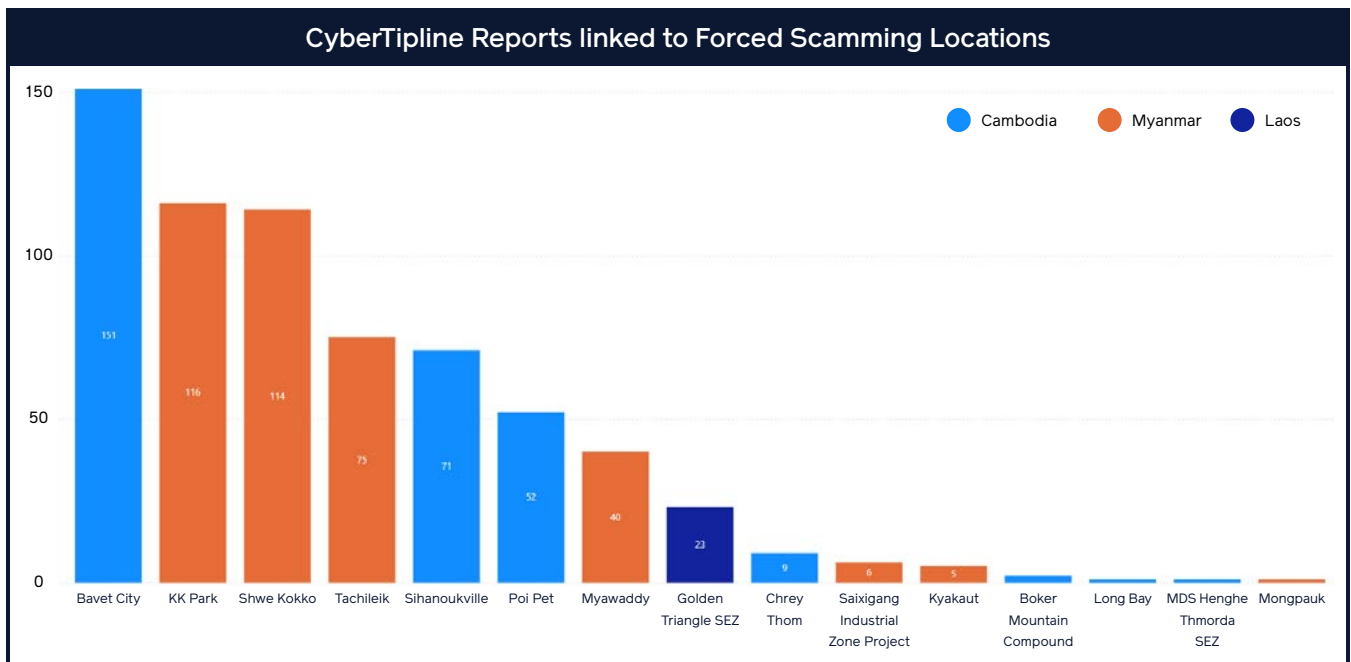 CyberTipline Reports linked to Forced Scamming Locations
150
100
50
0
Cambodia
Myanmar
Laos
151
116
114
75
71
52
40
23
9
6
5
Bavet City
KK Park
Shwe Kokko
Tachileik
Sihanoukville
Poi Pet
Myawaddy
Golden
Triangle SEZ
Chrey
Thom
Saixigang
Industrial
Zone Project
Kyakaut
Boker
Mountain
Compound
Long Bay
MDS Henghe
Thmorda
SEZ
Mongpauk